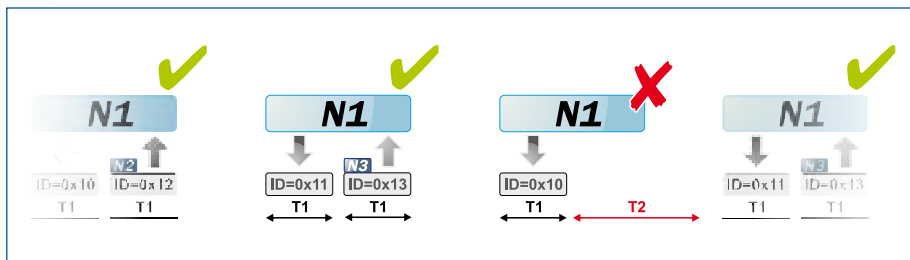 N1 N1 N1 N1
N2 N3 N3
ID=0x10 ID=0x12 ID=0x11 ID=0x13 ID=0x10 ID=0x11 ID=0x13
T1 T1 T1 T1 T1 T2 T1 T1